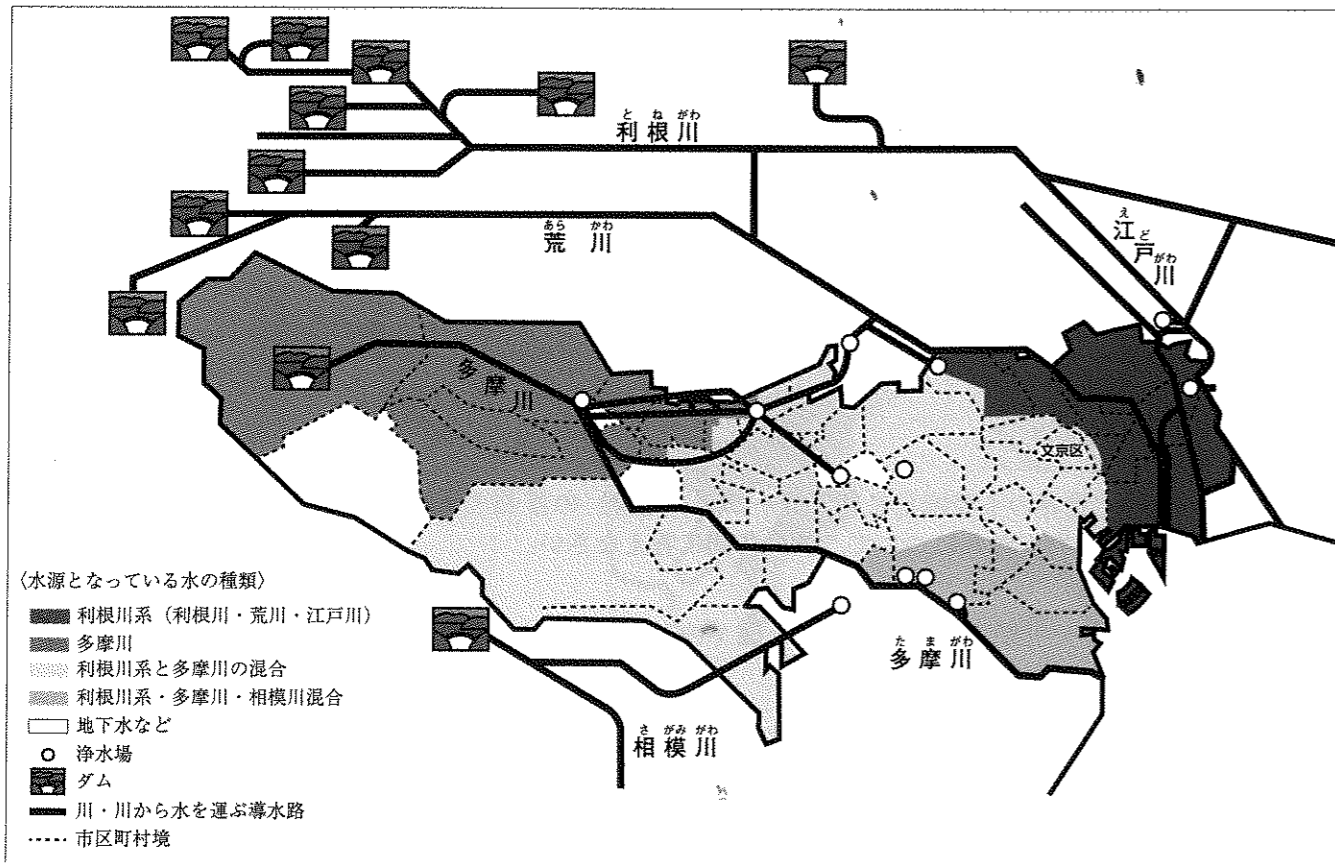 とねがわ
利根川
あらかわ
荒川
えどがわ
江戸川
多摩川
文京区
たまがわ
多摩川
さがみがわ
相模川
〈水源となっている水の種類〉
利根川系（利根川・荒川・江戸川）
多摩川
利根川系と多摩川の混合
利根川系・多摩川・相模川混合
地下水など
浄水場
ダム
川・川から水を運ぶ導水路
市区町村境